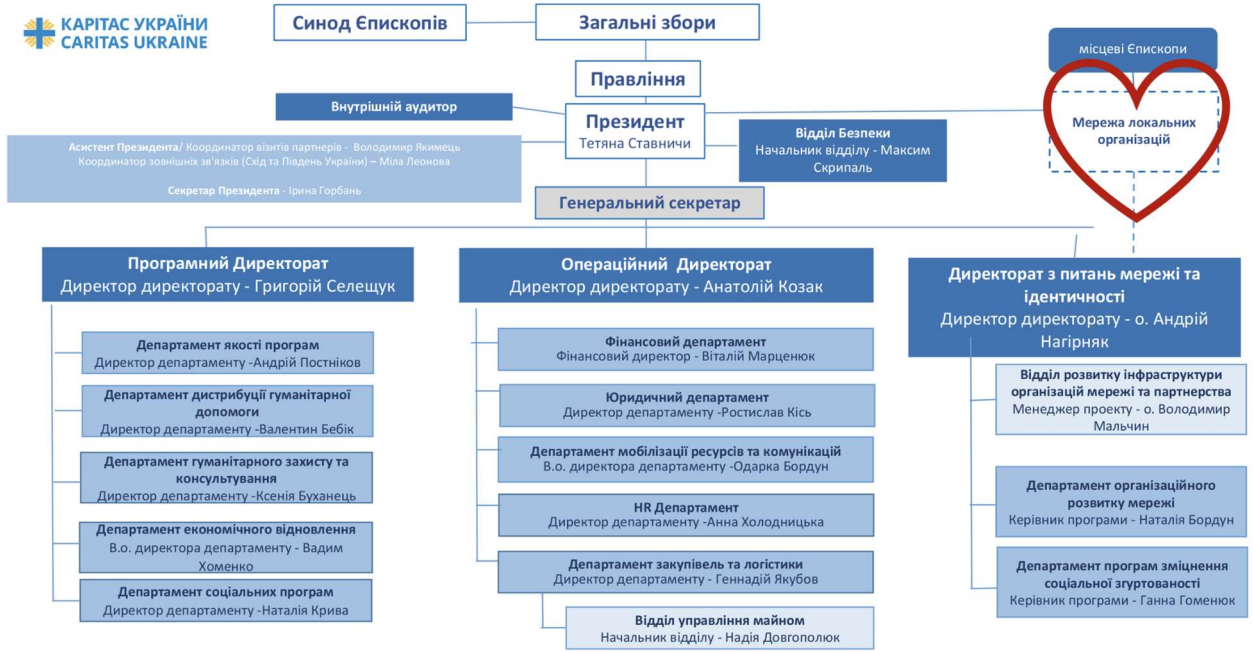 КАРІТАС УКРАЇНИ
CARITAS UKRAINE
Синод Єпископів
Загальні збори
місцеві Єпископи
Правління
Внутрішній аудитор
Президент
Тетяна Ставничи
Мережа локальних
організацій
Відділ Безпеки
Начальник відділу - Максим
Скрипаль
Асистент Президента/ Координатор візитів партнерів - Володимир Якимець
Координатор зовнішніх зв'язків (Схід та Південь України) – Міла Леонова
Секретар Президента - Ірина Горбань
Генеральний секретар
Програмний Директорат
Директор директорату - Григорій Селещук
Департамент якості програм
Директор департаменту -Андрій Постніков
Департамент дистрибуції гуманітарної
допомоги
Директор департаменту -Валентин Бебік
Департамент гуманітарного захисту та
консультування
Директор департаменту -Ксенія Буханець
Департамент економічного відновлення
В.о. директора департаменту - Вадим
Хоменко
Департамент соціальних програм
Директор департаменту -Наталія Крива
Операційний Директорат
Директор директорату - Анатолій Козак
Фінансовий департамент
Фінансовий директор - Віталій Марценюк
Юридичний департамент
Директор департаменту -Ростислав Кісь
Департамент мобілізації ресурсів та комунікацій
В.о. директора департаменту -Одарка Бордун
HR Департамент
Директор департаменту -Анна Холодницька
Департамент закупівель та логістики
Директор департаменту - Геннадій Якубов
Відділ управління майном
Начальник відділу - Надія Довгополюк
Директорат з питань мережі та
ідентичності
Директор директорату - о. Андрій
Нагірняк
Відділ розвитку інфраструктури
організацій мережі та партнерства
Менеджер проекту - о. Володимир
Мальчин
Департамент організаційного
розвитку мережі
Керівник програми - Наталія Бордун
Департамент програм зміцнення
соціальної згуртованості
Керівник програми - Ганна Гоменюк